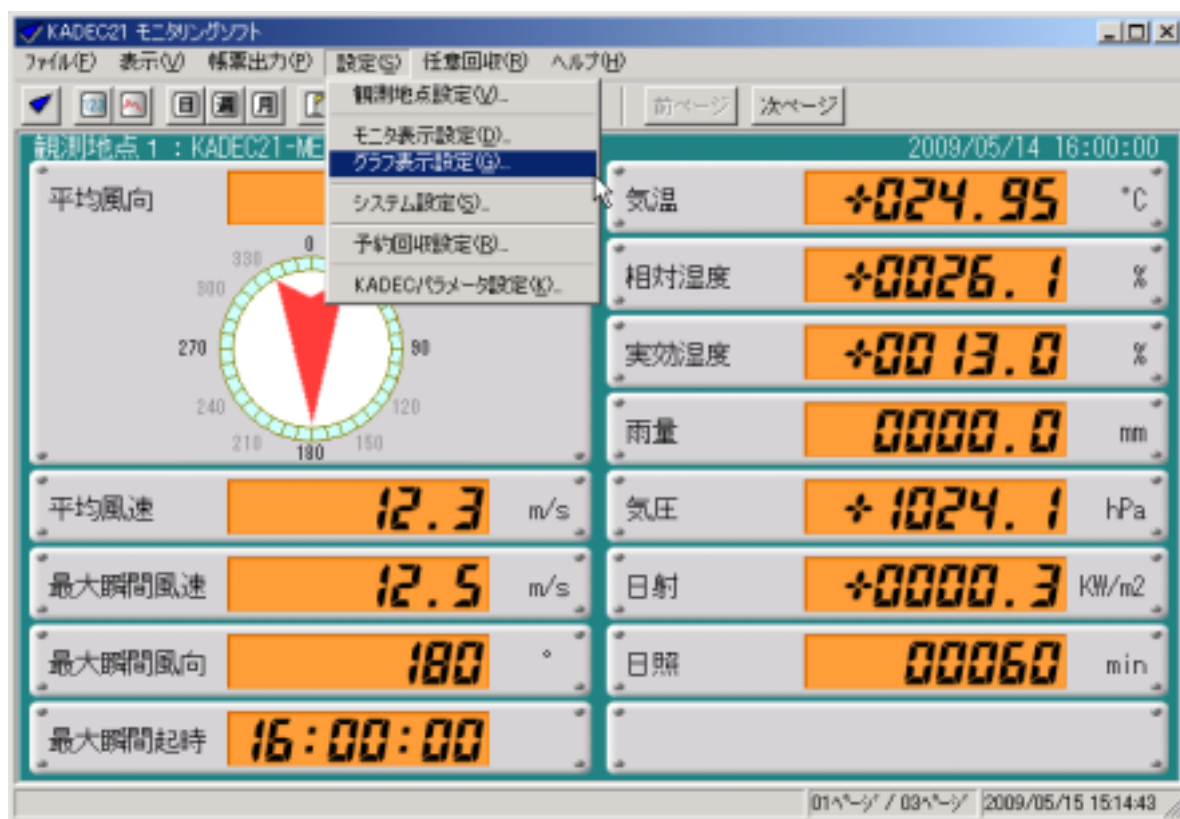 KADEC21 モニタリングソフト
ファイル(F) 表示(V) 帳票出力(P) 設定(S) 任意回収(R) ヘルプ(H)
日 週 月 前ページ 次ページ
観測地点設定(V)...
モニタ表示設定(D)...
グラフ表示設定(G)...
システム設定(S)...
予約回収設定(R)...
KADECパラメータ設定(K)...
観測地点 1 : KADEC21-ME
2009/05/14 16:00:00
平均風向
0
330
300
270
240
210
180
150
120
90
平均風速 12.3 m/s
最大瞬間風速 12.5 m/s
最大瞬間風向 180 °
最大瞬間起時 16:00:00
気温 +024.95 °C
相対湿度 +0026.1 %
実効湿度 +0013.0 %
雨量 0000.0 mm
気圧 +1024.1 hPa
日射 +0000.3 KW/m2
日照 00060 min
01ページ / 03ページ 2009/05/15 15:14:43